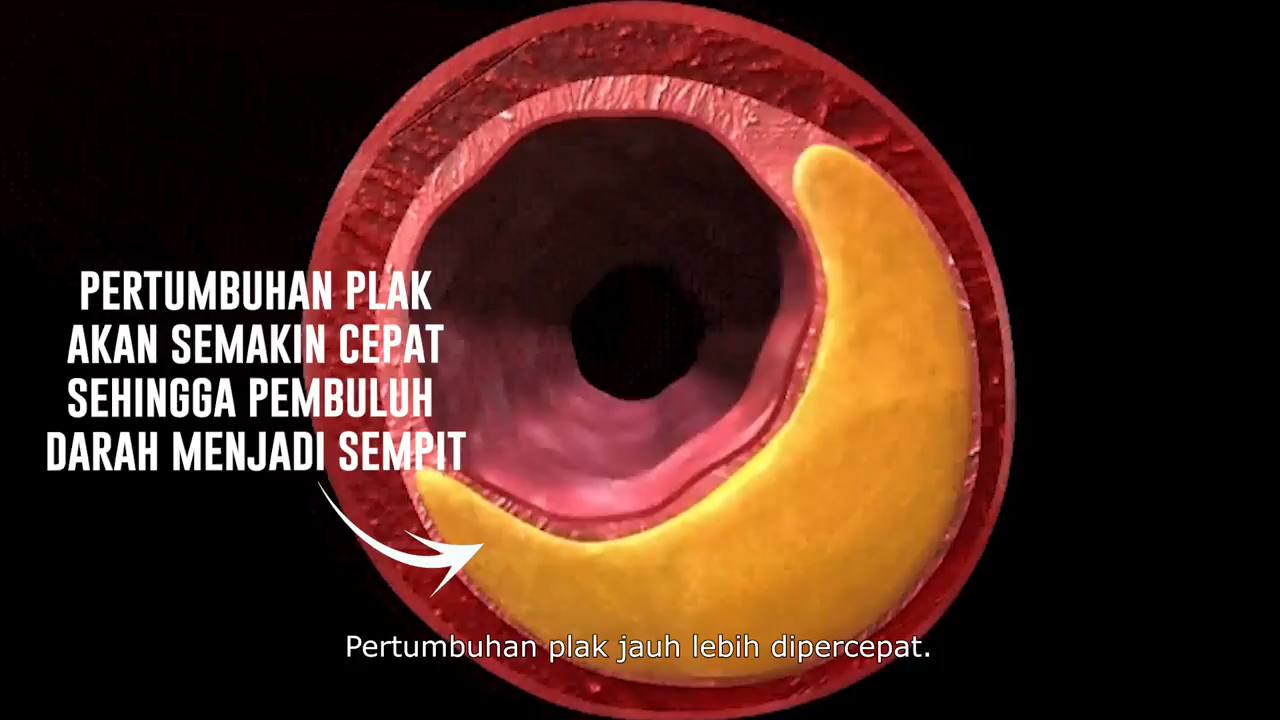 PERTUMBUHAN PLAK
AKAN SEMAKIN CEPAT
SEHINGGA PEMBULUH
DARAH MENJADI SEMPIT
Pertumbuhan plak jauh lebih dipercepat.